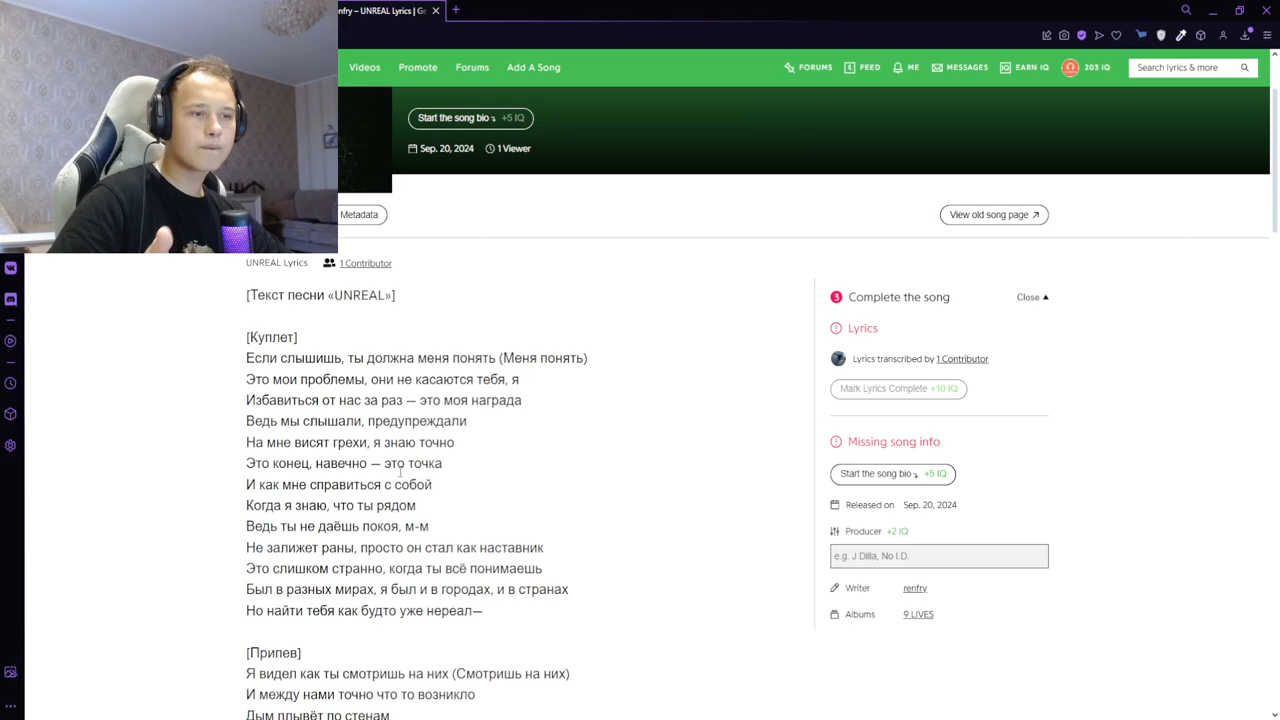 nfry – UNREAL Lyrics | Ge
Videos
Promote
Forums
Add A Song
FORUMS
FEED
ME
MESSAGES
EARN IQ
203 IQ
Search lyrics & more
Start the song bio +5 IQ
Sep. 20, 2024
1 Viewer
Metadata
View old song page
UNREAL Lyrics
1 Contributor
[Текст песни «UNREAL»]
[Куплет]
Если слышишь, ты должна меня понять (Меня понять)
Это мои проблемы, они не касаются тебя, я
Избавиться от нас за раз — это моя награда
Ведь мы слышали, предупреждали
На мне висят грехи, я знаю точно
Это конец, навечно — это точка
И как мне справиться с собой
Когда я знаю, что ты рядом
Ведь ты не даёшь покоя, м-м
Не залижет раны, просто он стал как наставник
Это слишком странно, когда ты всё понимаешь
Был в разных мирах, я был и в городах, и в странах
Но найти тебя как будто уже нереал—
[Припев]
Я видел как ты смотришь на них (Смотришь на них)
И между нами точно что то возникло
Дым плывёт по стенам
3 Complete the song
Close
Lyrics
Lyrics transcribed by 1 Contributor
Mark Lyrics Complete +10 IQ
Missing song info
Start the song bio +5 IQ
Released on Sep. 20, 2024
Producer +2 IQ
e.g. J Dilla, No I.D.
Writer renfry
Albums 9 LIVES